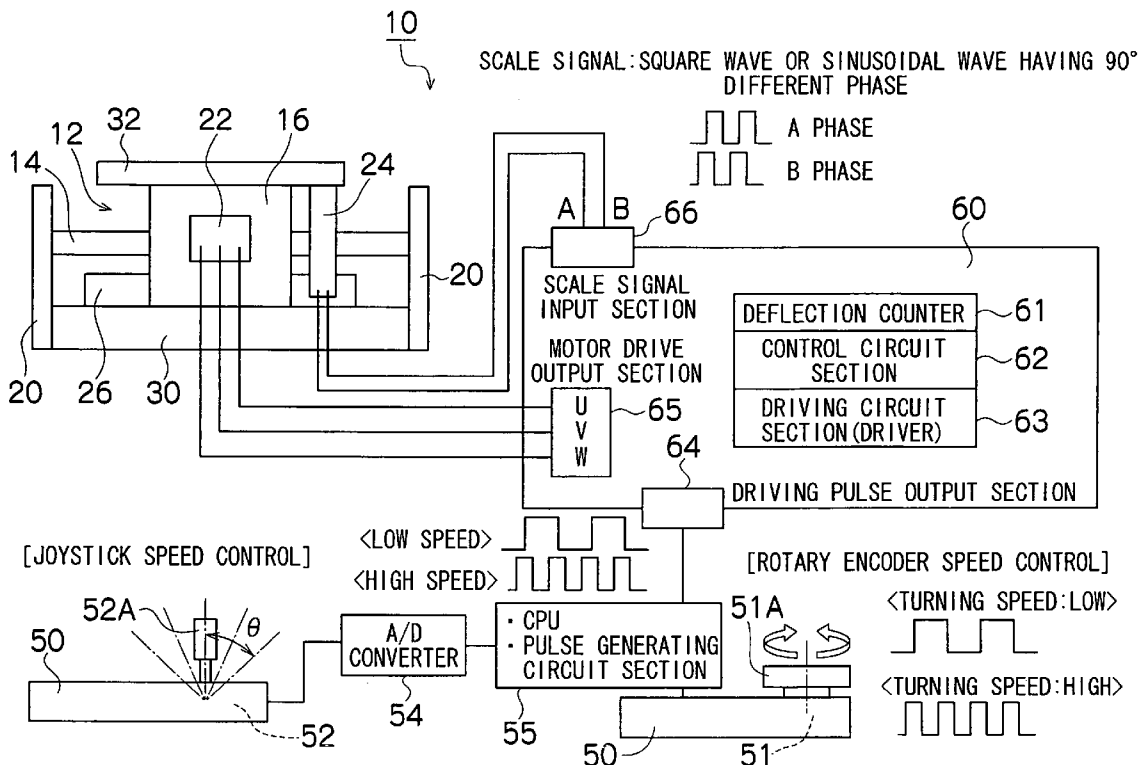 10
SCALE SIGNAL:SQUARE WAVE OR SINUSOIDAL WAVE HAVING 90°
DIFFERENT PHASE
A PHASE
B PHASE
32
22
16
12
14
24
A
B
66
60
SCALE SIGNAL
INPUT SECTION
20
26
30
20
DEFLECTION COUNTER
61
CONTROL CIRCUIT
SECTION
62
DRIVING CIRCUIT
SECTION(DRIVER)
63
MOTOR DRIVE
OUTPUT SECTION
U
V
W
65
64
DRIVING PULSE OUTPUT SECTION
<LOW SPEED>
<HIGH SPEED>
[JOYSTICK SPEED CONTROL]
52A
θ
50
52
A/D
CONVERTER
54
・CPU
・PULSE GENERATING
CIRCUIT SECTION
55
[ROTARY ENCODER SPEED CONTROL]
51A
<TURNING SPEED:LOW>
<TURNING SPEED:HIGH>
50
51